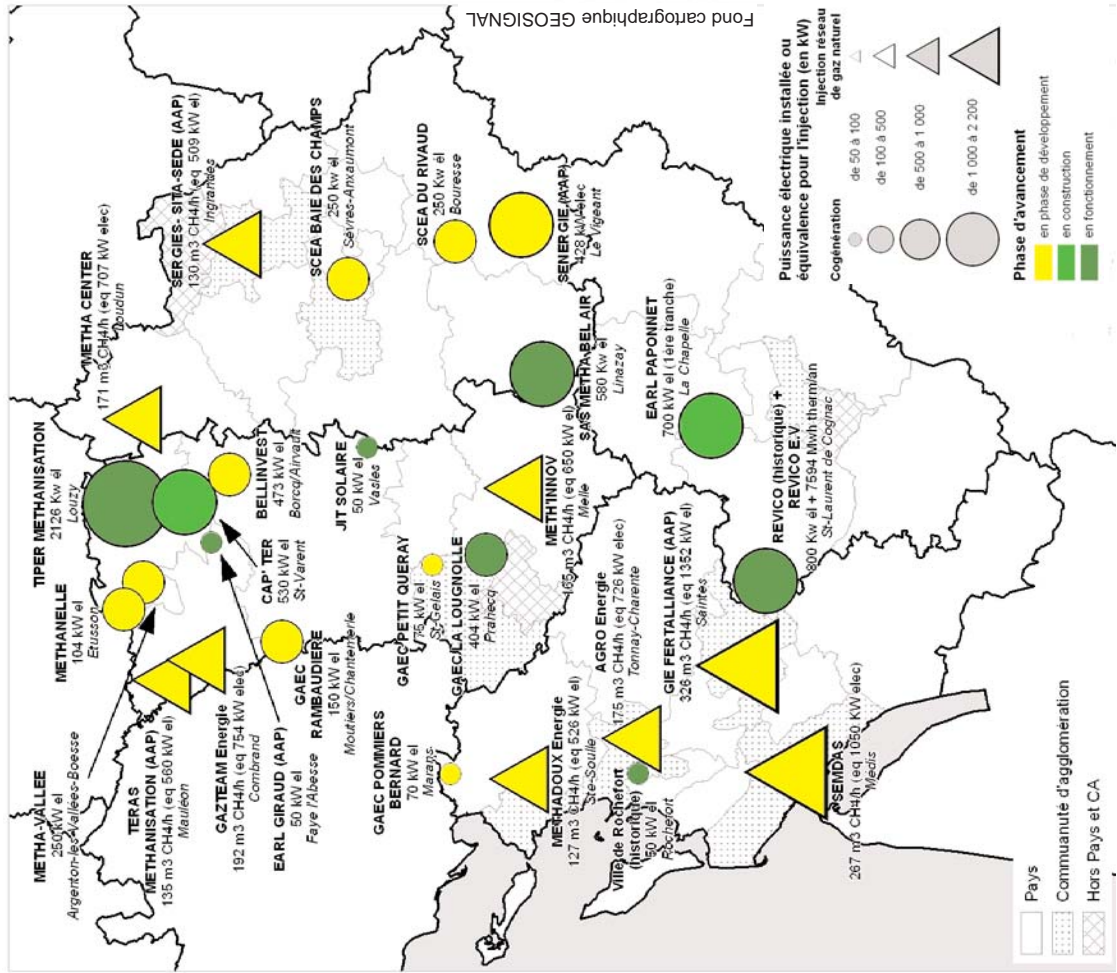 METHA-VALLEE
250 kW el
Argenton-les-Vallées-Boesse
METHANELLE
104 kW el
Etusson
TIPER METHANISATION
2126 Kw él
Louzy
METHA CENTER
171 m3 CH4/h (eq 707 kW elec)
Loudun
SERGIES- SITA-SEDE (AAP)
130 m3 CH4/h (eq 509 kW el)
Ingrandes
TERAS
METHANISATION (AAP)
135 m3 CH4/h (eq 560 kW el)
Mauléon
GAZTEAM Energie
192 m3 CH4/h (eq 754 kW elec)
Combrand
EARL GIRAUD (AAP)
50 kW el
Faye l'Abesse
CAP' TER
530 kW el
St-Varent
BELLINVEST
473 kW el
Borcq/Airvault
SCEA BAIE DES CHAMPS
250 kw él
Sèvres-Anxaumont
GAEC
RAMBAUDIERE
150 kW el
Moutiers/Chantemerle
JIT SOLAIRE
50 kW el
Vasles
SCEA DU RIVAUD
250 Kw él
Bouresse
GAEC POMMIERS
BERNARD
70 kW el
Marans
GAEC PETIT QUERAY
75 kW el
St-Gelais
GAEC LA LOUGNOLLE
404 kW el
Prahecq
SENERGIE (AAP)
428 kW elec
Le Vigeant
METHADOUX Energie
127 m3 CH4/h (eq 526 kW el)
Ste-Soulle
METH'INNOV
165 m3 CH4/h (eq 650 kW el)
Melle
SAS METHA BEL AIR
580 Kw él
Linazay
Ville de Rochefort
(historique)
50 kW el
Rochefort
AGRO Energie
175 m3 CH4/h (eq 726 kW elec)
Tonnay-Charente
EARL PAPONNET
700 kW el (1ère tranche)
La Chapelle
GIE FERTALLIANCE (AAP)
326 m3 CH4/h (eq 1352 kW el)
Saintes
REVICO (historique) +
REVICO E.V
800 Kw el + 7594 Mwh therm/an
St-Laurent de Cognac
SEMDAS
267 m3 CH4/h (eq 1050 kW elec)
Médis
Pays
Communauté d'agglomération
Hors Pays et CA
Puissance électrique installée ou
équivalence pour l'injection (en kW)
Cogénération
Injection réseau
de gaz naturel
de 50 à 100
de 100 à 500
de 500 à 1 000
de 1 000 à 2 200
Phase d'avancement
en phase de développement
en construction
en fonctionnement
Fond cartographique GEOSIGNAL